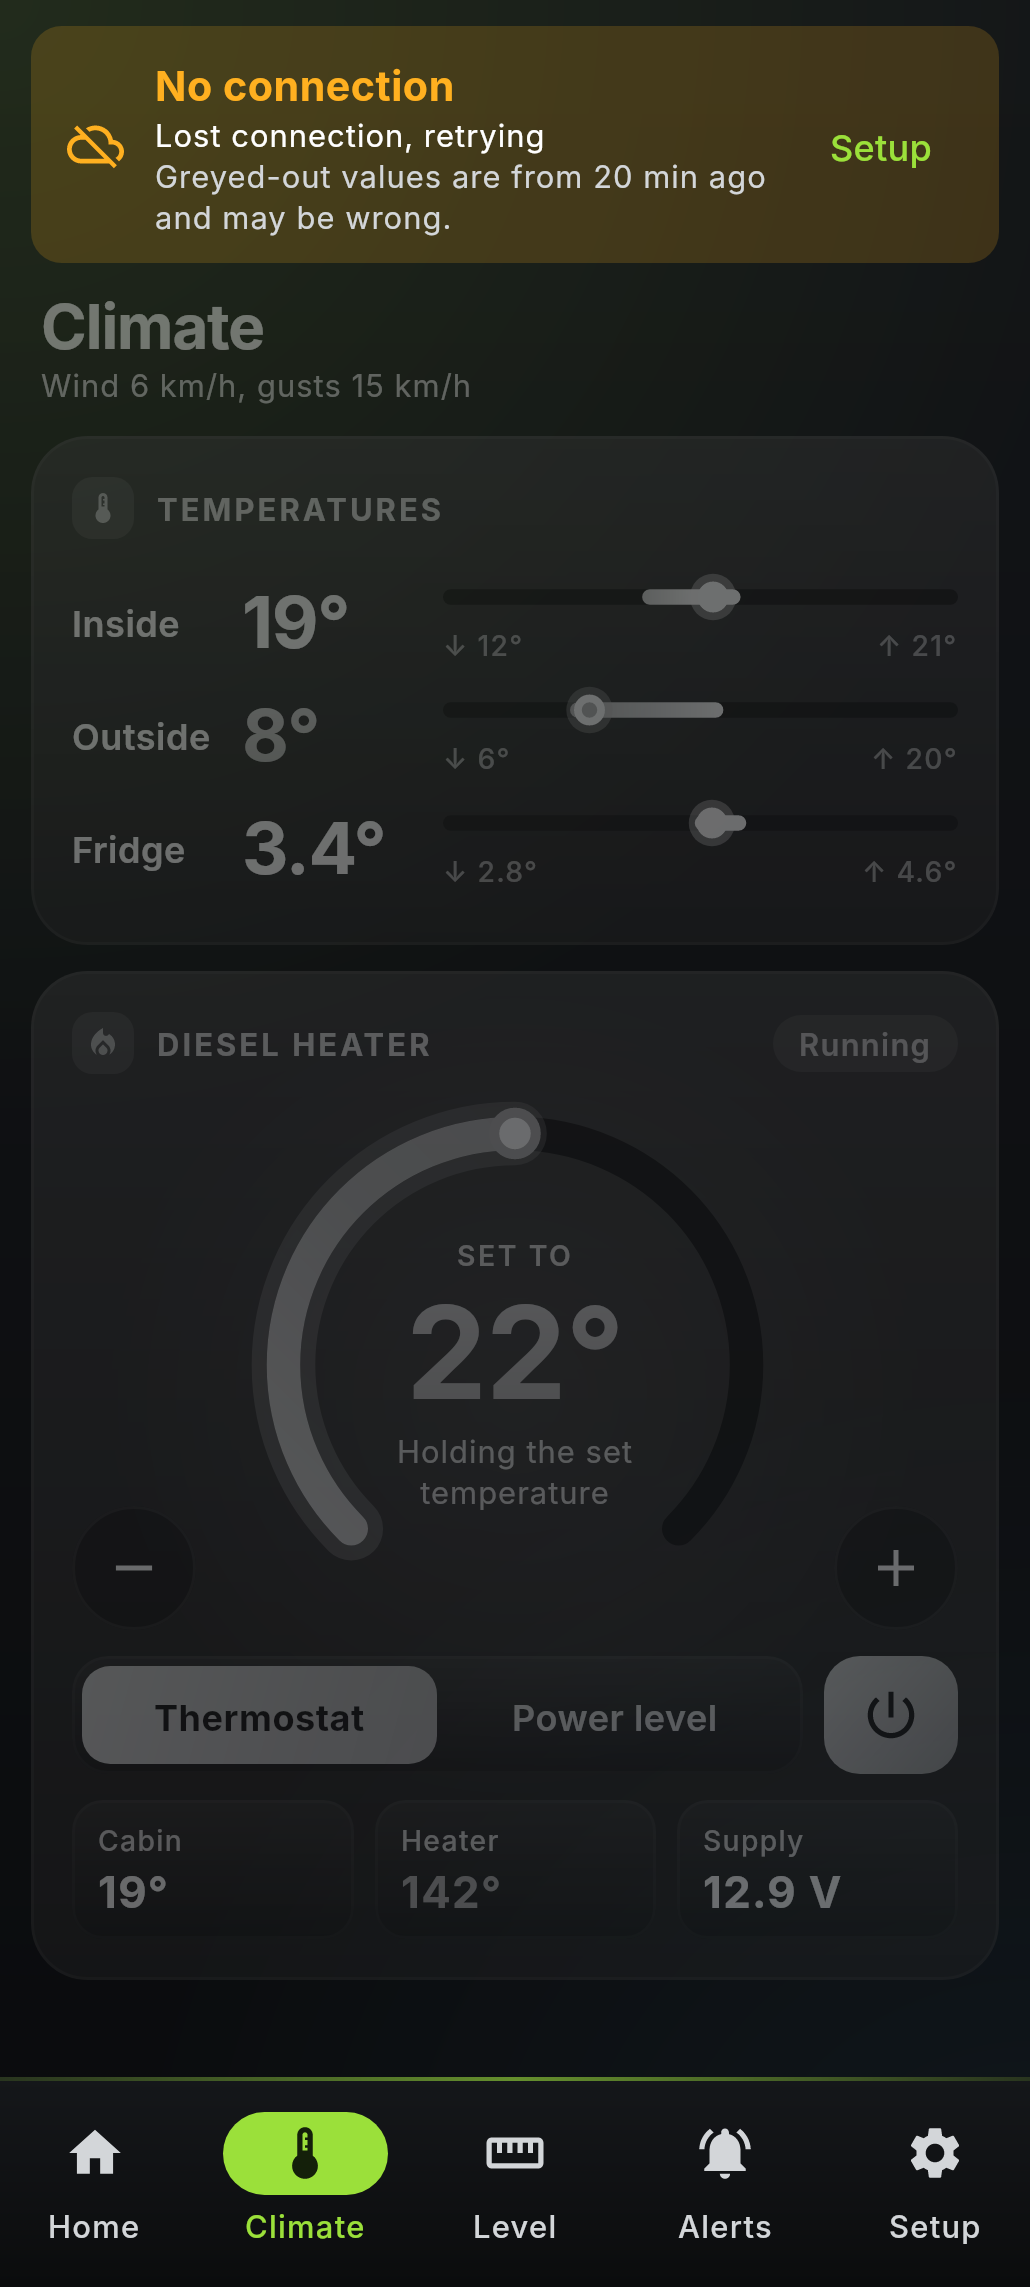 No connection
Lost connection, retrying
Greyed-out values are from 20 min ago
and may be wrong.
Setup
Climate
Wind 6 km/h, gusts 15 km/h
TEMPERATURES
Inside 19°
↓ 12° ↑ 21°
Outside 8°
↓ 6° ↑ 20°
Fridge 3.4°
↓ 2.8° ↑ 4.6°
DIESEL HEATER Running
SET TO
22°
Holding the set
temperature
− +
Thermostat Power level
Cabin Heater Supply
19° 142° 12.9 V
Home Climate Level Alerts Setup